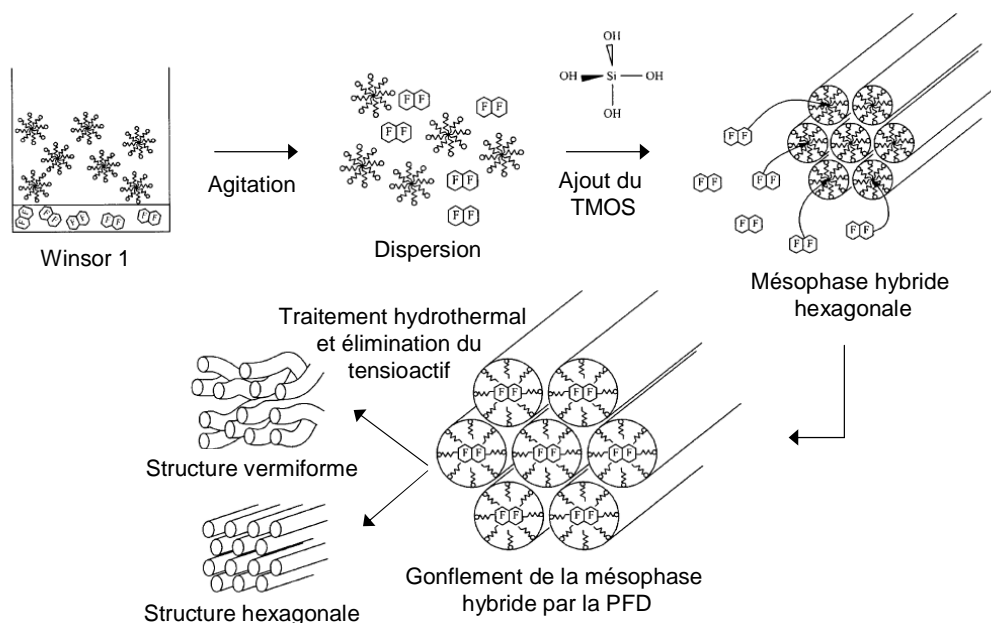 Winsor 1
Agitation
F F
Dispersion
OH
OH
Si
OH
OH
Ajout du
TMOS
F F
Mésophase hybride
hexagonale
Gonflement de la mésophase
hybride par la PFD
Traitement hydrothermal
et élimination du
tensioactif
Structure vermiforme
Structure hexagonale